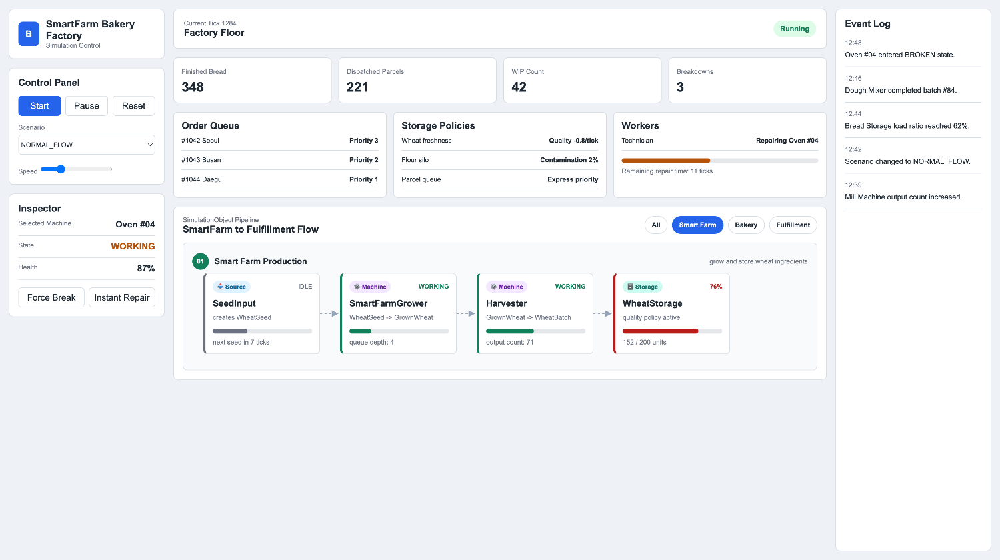 B
SmartFarm Bakery
Factory
Simulation Control
Control Panel
Start Pause Reset
Scenario
NORMAL_FLOW
Speed
Inspector
Selected Machine Oven #04
State WORKING
Health 87%
Force Break Instant Repair
Current Tick 1284
Factory Floor
Running
Finished Bread
348
Dispatched Parcels
221
WIP Count
42
Breakdowns
3
Order Queue
#1042 Seoul Priority 3
#1043 Busan Priority 2
#1044 Daegu Priority 1
Storage Policies
Wheat freshness Quality -0.8/tick
Flour silo Contamination 2%
Parcel queue Express priority
Workers
Technician Repairing Oven #04
Remaining repair time: 11 ticks
SimulationObject Pipeline
SmartFarm to Fulfillment Flow
All Smart Farm Bakery Fulfillment
01 Smart Farm Production grow and store wheat ingredients
Source IDLE
SeedInput
creates WheatSeed
next seed in 7 ticks
Machine WORKING
SmartFarmGrower
WheatSeed -> GrownWheat
queue depth: 4
Machine WORKING
Harvester
GrownWheat -> WheatBatch
output count: 71
Storage 76%
WheatStorage
quality policy active
152 / 200 units
Event Log
12:48
Oven #04 entered BROKEN state.
12:46
Dough Mixer completed batch #84.
12:44
Bread Storage load ratio reached 62%.
12:42
Scenario changed to NORMAL_FLOW.
12:39
Mill Machine output count increased.